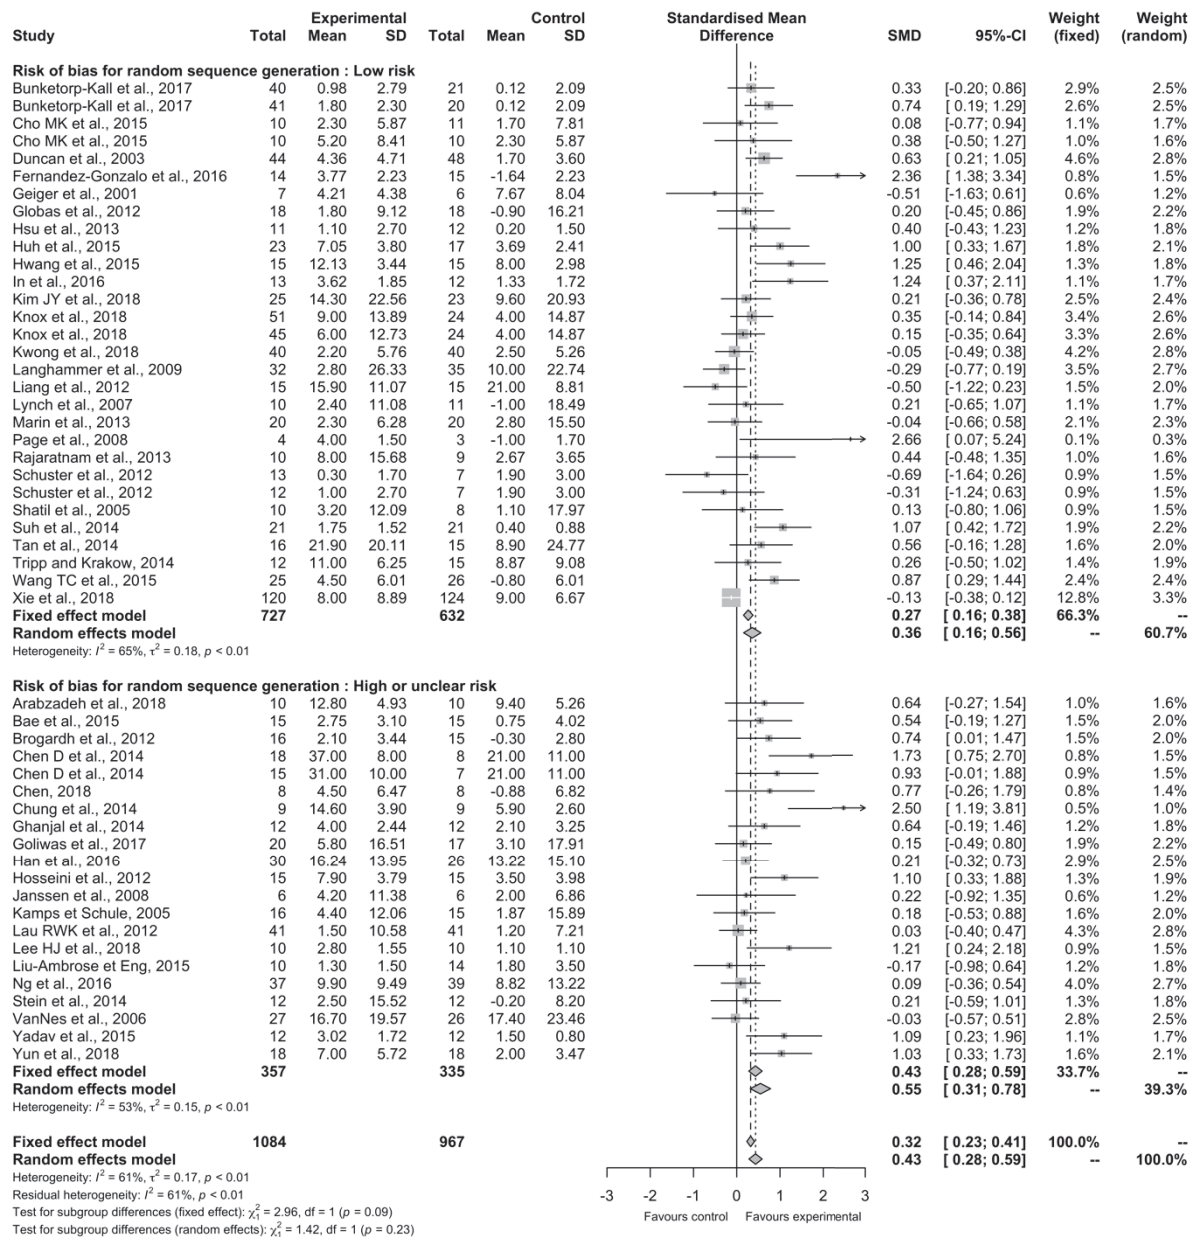 Experimental Control Standardised Mean Weight Weight
Study Total Mean SD Total Mean SD Difference SMD 95%-CI (fixed) (random)
Risk of bias for random sequence generation : Low risk
Bunketorp-Kall et al., 2017 40 0.98 2.79 21 0.12 2.09 0.33 [-0.20; 0.86] 2.9% 2.5%
Bunketorp-Kall et al., 2017 41 1.80 2.30 20 0.12 2.09 0.74 [ 0.19; 1.29] 2.6% 2.5%
Cho MK et al., 2015 10 2.30 5.87 11 1.70 7.81 0.08 [-0.77; 0.94] 1.1% 1.7%
Cho MK et al., 2015 10 5.20 8.41 10 2.30 5.87 0.38 [-0.50; 1.27] 1.0% 1.6%
Duncan et al., 2003 44 4.36 4.71 48 1.70 3.60 0.63 [ 0.21; 1.05] 4.6% 2.8%
Fernandez-Gonzalo et al., 2016 14 3.77 2.23 15 -1.64 2.23 2.36 [ 1.38; 3.34] 0.8% 1.5%
Geiger et al., 2001 7 4.21 4.38 6 7.67 8.04 -0.51 [-1.63; 0.61] 0.6% 1.2%
Globas et al., 2012 18 1.80 9.12 18 -0.90 16.21 0.20 [-0.45; 0.86] 1.9% 2.2%
Hsu et al., 2013 11 1.10 2.70 12 0.20 1.50 0.40 [-0.43; 1.23] 1.2% 1.8%
Huh et al., 2015 23 7.05 3.80 17 3.69 2.41 1.00 [ 0.33; 1.67] 1.8% 2.1%
Hwang et al., 2015 15 12.13 3.44 15 8.00 2.98 1.25 [ 0.46; 2.04] 1.3% 1.8%
In et al., 2016 13 3.62 1.85 12 1.33 1.72 1.24 [ 0.37; 2.11] 1.1% 1.7%
Kim JY et al., 2018 25 14.30 22.56 23 9.60 20.93 0.21 [-0.36; 0.78] 2.5% 2.4%
Knox et al., 2018 51 9.00 13.89 24 4.00 14.87 0.35 [-0.14; 0.84] 3.4% 2.6%
Knox et al., 2018 45 6.00 12.73 24 4.00 14.87 0.15 [-0.35; 0.64] 3.3% 2.6%
Kwong et al., 2018 40 2.20 5.76 40 2.50 5.26 -0.05 [-0.49; 0.38] 4.2% 2.8%
Langhammer et al., 2009 32 2.80 26.33 35 10.00 22.74 -0.29 [-0.77; 0.19] 3.5% 2.7%
Liang et al., 2012 15 15.90 11.07 15 21.00 8.81 -0.50 [-1.22; 0.23] 1.5% 2.0%
Lynch et al., 2007 10 2.40 11.08 11 -1.00 18.49 0.21 [-0.65; 1.07] 1.1% 1.7%
Marin et al., 2013 20 2.30 6.28 20 2.80 15.50 -0.04 [-0.66; 0.58] 2.1% 2.3%
Page et al., 2008 4 4.00 1.50 3 -1.00 1.70 2.66 [ 0.07; 5.24] 0.1% 0.3%
Rajaratnam et al., 2013 10 8.00 15.68 9 2.67 3.65 0.44 [-0.48; 1.35] 1.0% 1.6%
Schuster et al., 2012 13 0.30 1.70 7 1.90 3.00 -0.69 [-1.64; 0.26] 0.9% 1.5%
Schuster et al., 2012 12 1.00 2.70 7 1.90 3.00 -0.31 [-1.24; 0.63] 0.9% 1.5%
Shatil et al., 2005 10 3.20 12.09 8 1.10 17.97 0.13 [-0.80; 1.06] 0.9% 1.6%
Suh et al., 2014 21 1.75 1.52 21 0.40 0.88 1.07 [ 0.42; 1.72] 1.9% 2.2%
Tan et al., 2014 16 21.90 20.11 15 8.90 24.77 0.56 [-0.16; 1.28] 1.6% 2.0%
Tripp and Krakow, 2014 12 11.00 6.25 15 8.87 9.08 0.26 [-0.50; 1.02] 1.4% 1.9%
Wang TC et al., 2015 25 4.50 6.01 26 -0.80 6.01 0.87 [ 0.29; 1.44] 2.4% 2.4%
Xie et al., 2018 120 8.00 8.89 124 9.00 6.67 -0.13 [-0.38; 0.12] 12.8% 3.3%
Fixed effect model 727 632 0.27 [ 0.16; 0.38] 66.3% --
Random effects model 0.36 [ 0.16; 0.56] -- 60.7%
Heterogeneity: I² = 65%, τ² = 0.18, p < 0.01
Risk of bias for random sequence generation : High or unclear risk
Arabzadeh et al., 2018 10 12.80 4.93 10 9.40 5.26 0.64 [-0.27; 1.54] 1.0% 1.6%
Bae et al., 2015 15 2.75 3.10 15 0.75 4.02 0.54 [-0.19; 1.27] 1.5% 2.0%
Brogardh et al., 2012 16 2.10 3.44 15 -0.30 2.80 0.74 [ 0.01; 1.47] 1.5% 2.0%
Chen D et al., 2014 18 37.00 8.00 8 21.00 11.00 1.73 [ 0.75; 2.70] 0.8% 1.5%
Chen D et al., 2014 15 31.00 10.00 7 21.00 11.00 0.93 [-0.01; 1.88] 0.9% 1.5%
Chen, 2018 8 4.50 6.47 8 -0.88 6.82 0.77 [-0.26; 1.79] 0.8% 1.4%
Chung et al., 2014 9 14.60 3.90 9 5.90 2.60 2.50 [ 1.19; 3.81] 0.5% 1.0%
Ghanjal et al., 2014 12 4.00 2.44 12 2.10 3.25 0.64 [-0.19; 1.46] 1.2% 1.8%
Goliwas et al., 2017 20 5.80 16.51 17 3.10 17.91 0.15 [-0.49; 0.80] 1.9% 2.2%
Han et al., 2016 30 16.24 13.95 26 13.22 15.10 0.21 [-0.32; 0.73] 2.9% 2.5%
Hosseini et al., 2012 15 7.90 3.79 15 3.50 3.98 1.10 [ 0.33; 1.88] 1.3% 1.9%
Janssen et al., 2008 6 4.20 11.38 6 2.00 6.86 0.22 [-0.92; 1.35] 0.6% 1.2%
Kamps et Schule, 2005 16 4.40 12.06 15 1.87 15.89 0.18 [-0.53; 0.88] 1.6% 2.0%
Lau RWK et al., 2012 41 1.50 10.58 41 1.20 7.21 0.03 [-0.40; 0.47] 4.3% 2.8%
Lee HJ et al., 2018 10 2.80 1.55 10 1.10 1.10 1.21 [ 0.24; 2.18] 0.9% 1.5%
Liu-Ambrose et Eng, 2015 10 1.30 1.50 14 1.80 3.50 -0.17 [-0.98; 0.64] 1.2% 1.8%
Ng et al., 2016 37 9.90 9.49 39 8.82 13.22 0.09 [-0.36; 0.54] 4.0% 2.7%
Stein et al., 2014 12 2.50 15.52 12 -0.20 8.20 0.21 [-0.59; 1.01] 1.3% 1.8%
VanNes et al., 2006 27 16.70 19.57 26 17.40 23.46 -0.03 [-0.57; 0.51] 2.8% 2.5%
Yadav et al., 2015 12 3.02 1.72 12 1.50 0.80 1.09 [ 0.23; 1.96] 1.1% 1.7%
Yun et al., 2018 18 7.00 5.72 18 2.00 3.47 1.03 [ 0.33; 1.73] 1.6% 2.1%
Fixed effect model 357 335 0.43 [ 0.28; 0.59] 33.7% --
Random effects model 0.55 [ 0.31; 0.78] -- 39.3%
Heterogeneity: I² = 53%, τ² = 0.15, p < 0.01
Fixed effect model 1084 967 0.32 [ 0.23; 0.41] 100.0% --
Random effects model 0.43 [ 0.28; 0.59] -- 100.0%
Heterogeneity: I² = 61%, τ² = 0.17, p < 0.01
Residual heterogeneity: I² = 61%, p < 0.01
-3 -2 -1 0 1 2 3
Test for subgroup differences (fixed effect): χ²₁ = 2.96, df = 1 (p = 0.09)
Favours control Favours experimental
Test for subgroup differences (random effects): χ²₁ = 1.42, df = 1 (p = 0.23)